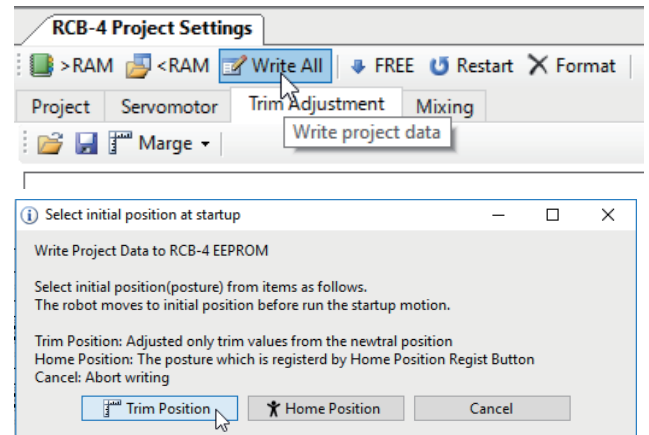 RCB-4 Project Settings
>RAM <RAM Write All FREE Restart Format
Project Servomotor Trim Adjustment Mixing
Write project data
Marge
Select initial position at startup
Write Project Data to RCB-4 EEPROM
Select initial position(posture) from items as follows.
The robot moves to initial position before run the startup motion.
Trim Position: Adjusted only trim values from the newtral position
Home Position: The posture which is registerd by Home Position Regist Button
Cancel: Abort writing
Trim Position Home Position Cancel